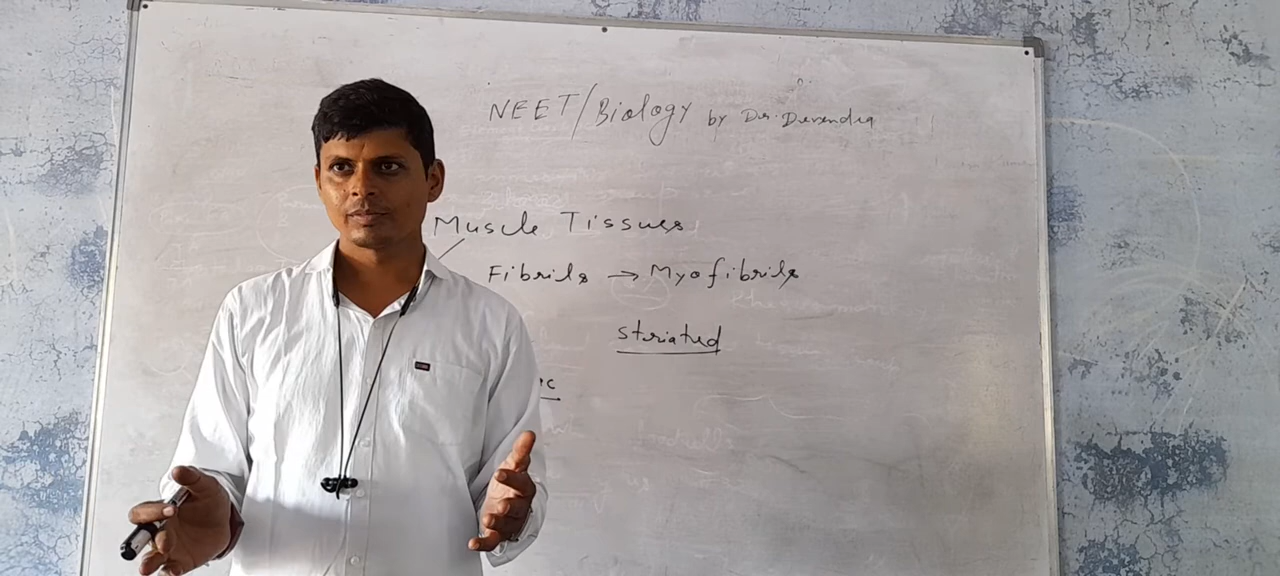 NEET/Biology by Dr. Devendra
Muscle Tissues
Fibrils → Myofibrils
striated